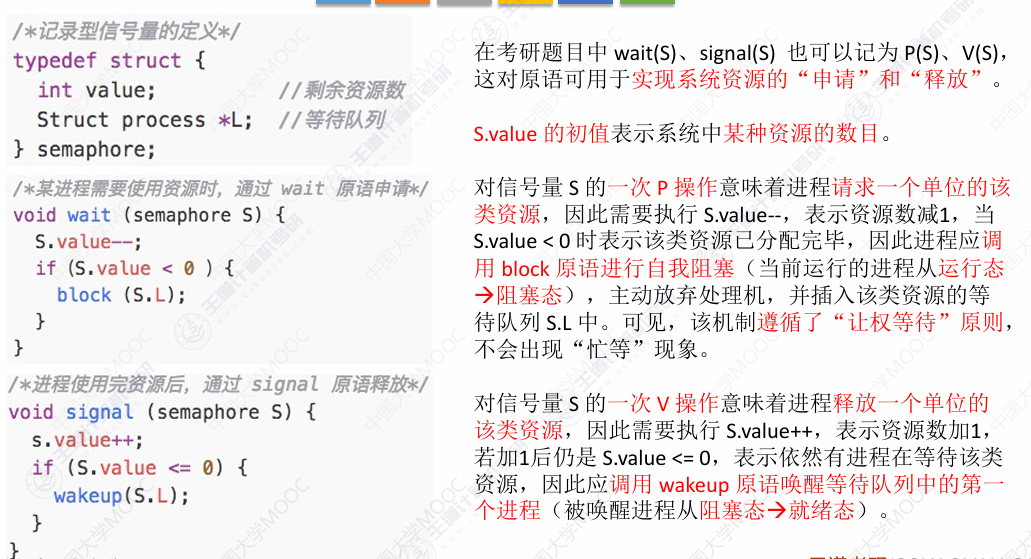 /*记录型信号量的定义*/
typedef struct {
int value; //剩余资源数
Struct process *L; //等待队列
} semaphore;
/*某进程需要使用资源时，通过 wait 原语申请*/
void wait (semaphore S) {
S.value--;
if (S.value < 0 ) {
block (S.L);
}
}
/*进程使用完资源后，通过 signal 原语释放*/
void signal (semaphore S) {
s.value++;
if (S.value <= 0) {
wakeup(S.L);
}
}
在考研题目中 wait(S)、signal(S) 也可以记为 P(S)、V(S)，
这对原语可用于实现系统资源的“申请”和“释放”。
S.value 的初值表示系统中某种资源的数目。
对信号量 S 的一次 P 操作意味着进程请求一个单位的该
类资源，因此需要执行 S.value--，表示资源数减1，当
S.value < 0 时表示该类资源已分配完毕，因此进程应调
用 block 原语进行自我阻塞（当前运行的进程从运行态
→阻塞态），主动放弃处理机，并插入该类资源的等
待队列 S.L 中。可见，该机制遵循了“让权等待”原则，
不会出现“忙等”现象。
对信号量 S 的一次 V 操作意味着进程释放一个单位的
该类资源，因此需要执行 S.value++，表示资源数加1，
若加1后仍是 S.value <= 0，表示依然有进程在等待该类
资源，因此应调用 wakeup 原语唤醒等待队列中的第一
个进程（被唤醒进程从阻塞态→就绪态）。